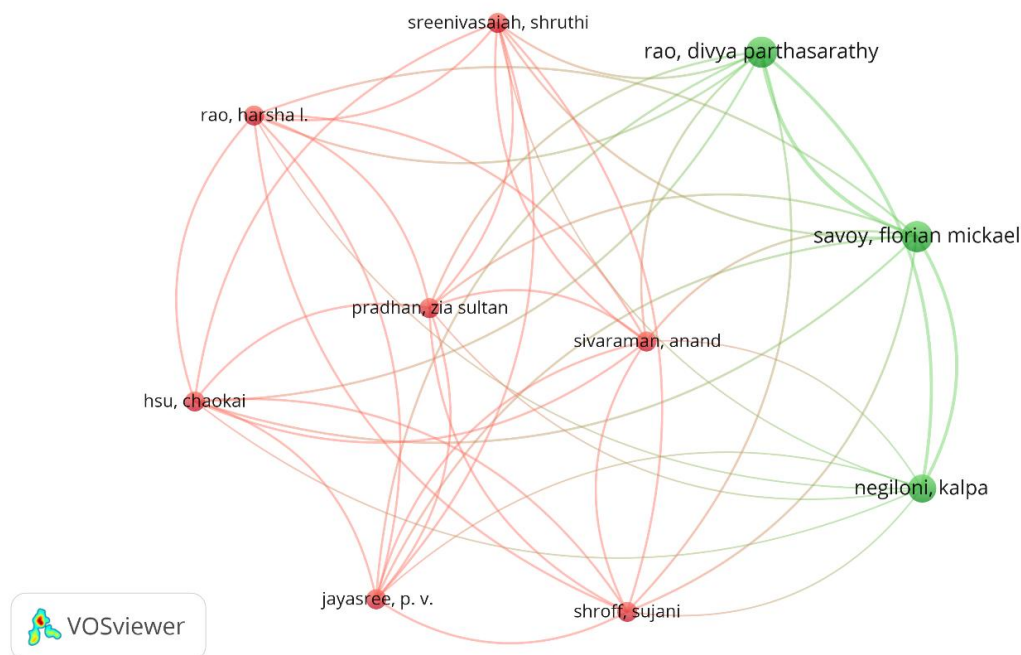 sreenivasaiah, shruthi
rao, divya parthasarathy
rao, harsha l.
savoy, florian mickael
pradhan, zia sultan
sivaraman, anand
hsu, chaokai
negiloni, kalpa
jayasree, p. v.
shroff, sujani
VOSviewer